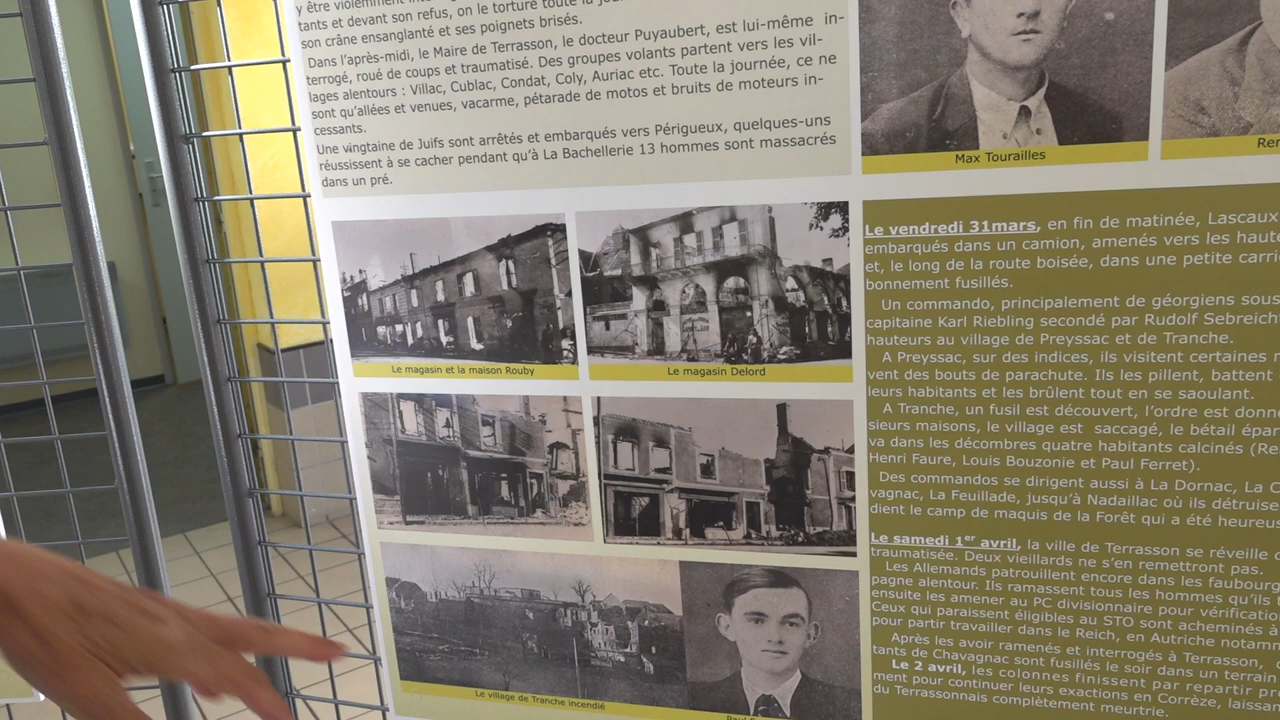 y être violemment
tants et devant son refus, on le torture toute la
son crâne ensanglanté et ses poignets brisés.
Dans l'après-midi, le Maire de Terrasson, le docteur Puyaubert, est lui-même in-
terrogé, roué de coups et traumatisé. Des groupes volants partent vers les vil-
lages alentours : Villac, Cublac, Condat, Coly, Auriac etc. Toute la journée, ce ne
sont qu'allées et venues, vacarme, pétarade de motos et bruits de moteurs in-
cessants.
Une vingtaine de Juifs sont arrêtés et embarqués vers Périgueux, quelques-uns
réussissent à se cacher pendant qu'à La Bachellerie 13 hommes sont massacrés
dans un pré.
Max Tourailles
Le magasin et la maison Rouby
Le magasin Delord
Le village de Tranche incendié
Le vendredi 31mars, en fin de matinée, Lascaux
embarqués dans un camion, amenés vers les haute
et, le long de la route boisée, dans une petite carri
bonnement fusillés.
Un commando, principalement de géorgiens sous
capitaine Karl Riebling secondé par Rudolf Sebreich
hauteurs au village de Preyssac et de Tranche.
A Preyssac, sur des indices, ils visitent certaines
vent des bouts de parachute. Ils les pillent, battent
leurs habitants et les brûlent tout en se saoulant.
A Tranche, un fusil est découvert, l'ordre est donn
sieurs maisons, le village est saccagé, le bétail épar
va dans les décombres quatre habitants calcinés (Re
Henri Faure, Louis Bouzonie et Paul Ferret).
Des commandos se dirigent aussi à La Dornac, La C
vagnac, La Feuillade, jusqu'à Nadaillac où ils détruise
dient le camp de maquis de la Forêt qui a été heureus
Le samedi 1er avril, la ville de Terrasson se réveille
traumatisée. Deux vieillards ne s'en remettront pas.
Les Allemands patrouillent encore dans les faubourg
pagne alentour. Ils ramassent tous les hommes qu'ils
ensuite les amener au PC divisionnaire pour vérificatio
Ceux qui paraissent éligibles au STO sont acheminés à
pour partir travailler dans le Reich, en Autriche notamm
Après les avoir ramenés et interrogés à Terrasson,
tants de Chavagnac sont fusillés le soir dans un terrain
Le 2 avril, les colonnes finissent par repartir pr
ment pour continuer leurs exactions en Corrèze, laissan
du Terrassonnais complètement meurtrie.